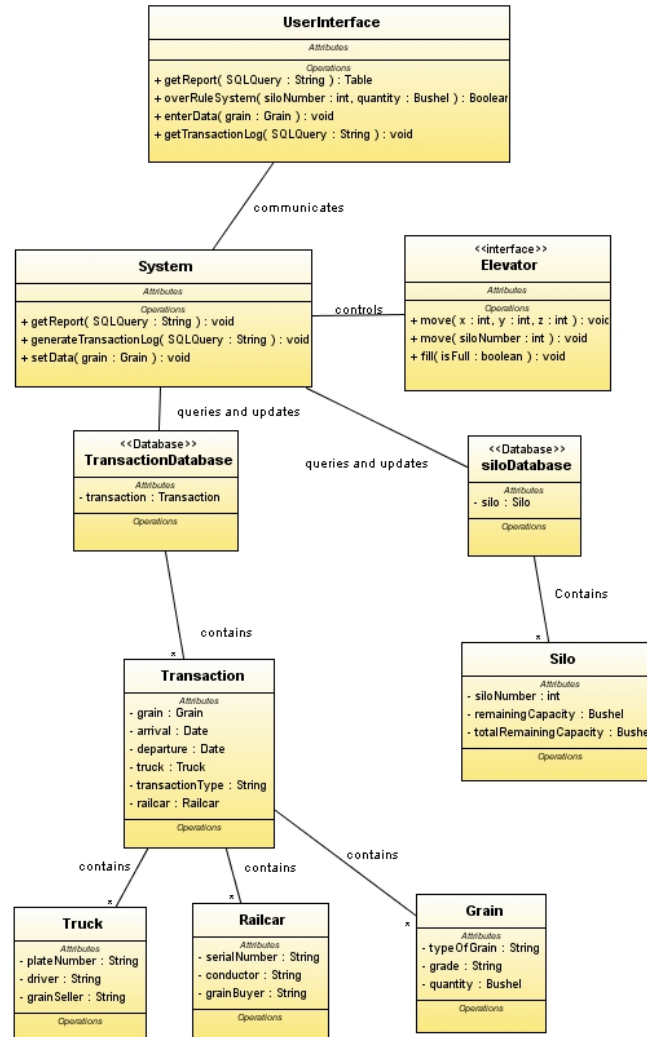 UserInterface
Attributes
Operations
+ getReport( SQLQuery : String ) : Table
+ overRuleSystem( siloNumber : int, quantity : Bushel ) : Boolean
+ enterData( grain : Grain ) : void
+ getTransactionLog( SQLQuery : String ) : void
communicates
System
Attributes
Operations
+ getReport( SQLQuery : String ) : void
+ generateTransactionLog( SQLQuery : String ) : void
+ setData( grain : Grain ) : void
controls
<<interface>>
Elevator
Attributes
Operations
+ move( x : int, y : int, z : int ) : void
+ move( siloNumber : int ) : void
+ fill( isFull : boolean ) : void
queries and updates
queries and updates
<<Database>>
TransactionDatabase
Attributes
- transaction : Transaction
Operations
<<Database>>
siloDatabase
Attributes
- silo : Silo
Operations
contains
*
Contains
*
Transaction
Attributes
- grain : Grain
- arrival : Date
- departure : Date
- truck : Truck
- transactionType : String
- railcar : Railcar
Operations
Silo
Attributes
- siloNumber : int
- remainingCapacity : Bushel
- totalRemainingCapacity : Bushel
Operations
contains
*
contains
*
contains
*
Truck
Attributes
- plateNumber : String
- driver : String
- grainSeller : String
Operations
Railcar
Attributes
- serialNumber : String
- conductor : String
- grainBuyer : String
Operations
Grain
Attributes
- typeOfGrain : String
- grade : String
- quantity : Bushel
Operations